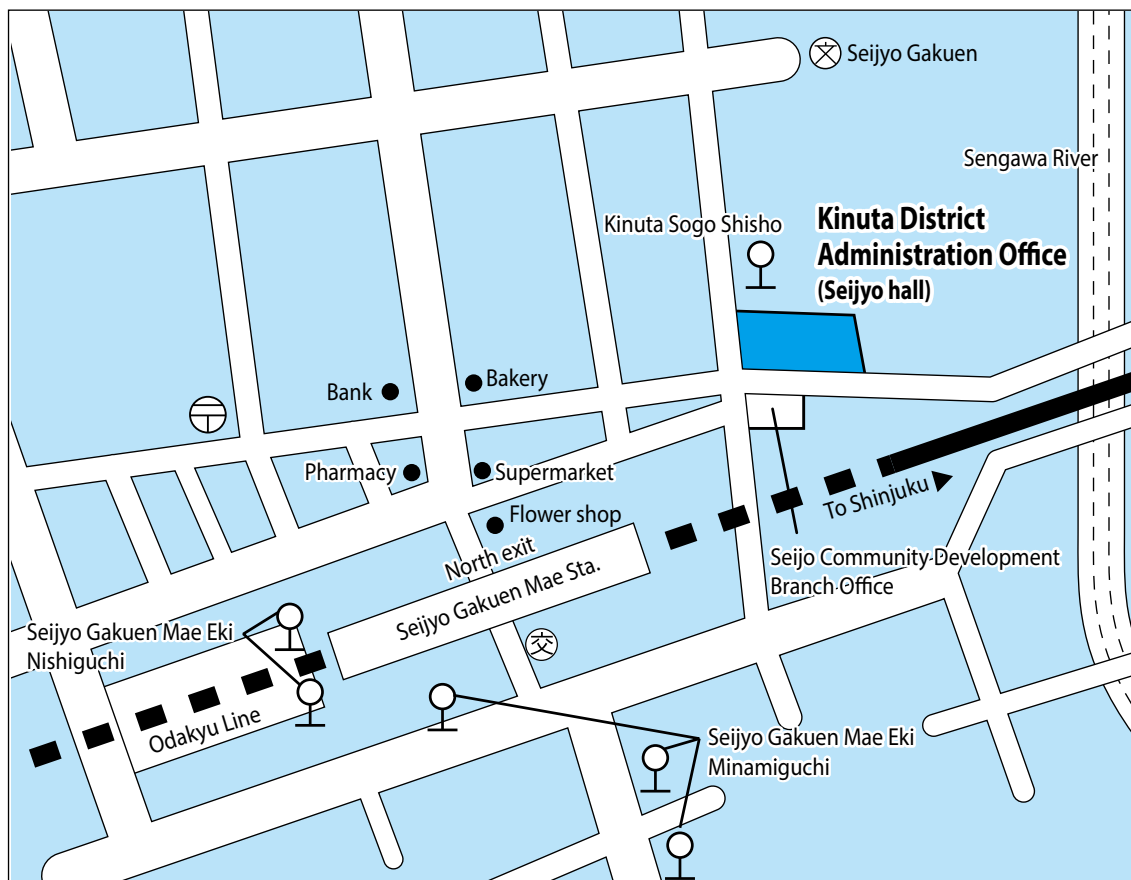 文 Seijyo Gakuen
Sengawa River
Kinuta Sogo Shisho
Kinuta District
Administration Office
(Seijyo hall)
Bank
Bakery
〒
Pharmacy
Supermarket
Flower shop
North exit
Seijyo Gakuen Mae Sta.
To Shinjuku
Seijo Community Development
Branch Office
交
Seijyo Gakuen Mae Eki
Nishiguchi
Odakyu Line
Seijyo Gakuen Mae Eki
Minamiguchi